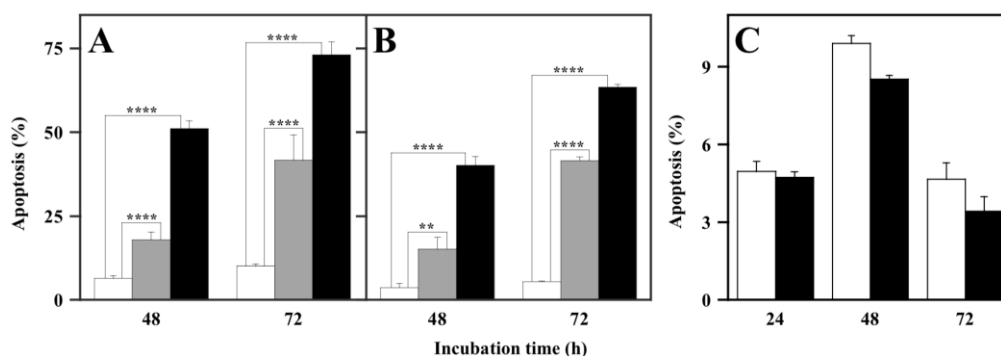 A B C
Apoptosis (%)
75
50
25
0
****
****
****
****
****
**
****
****
48 72 48 72
Apoptosis (%)
9
6
3
0
24 48 72
Incubation time (h)